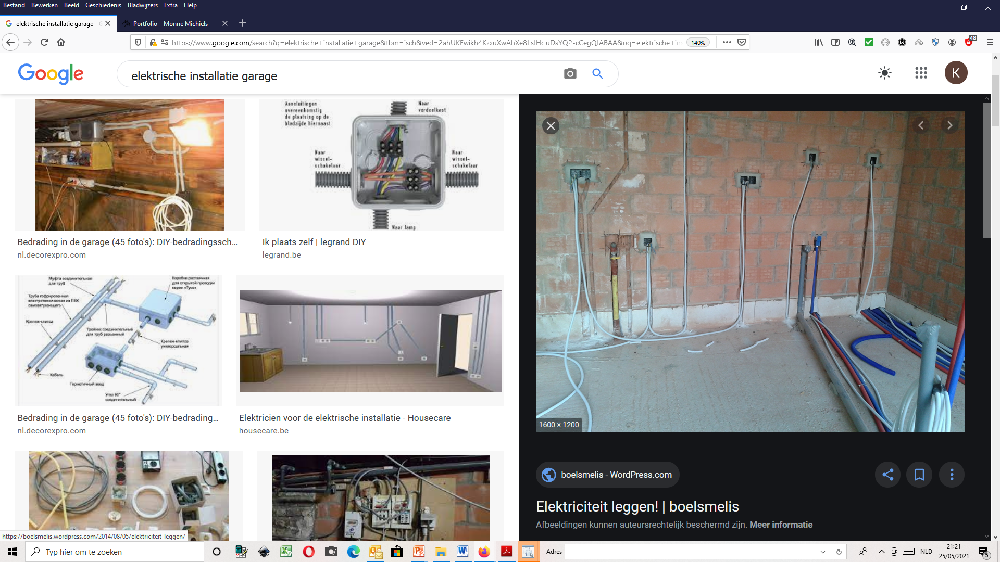 Bestand Bewerken Beeld Geschiedenis Bladwijzers Extra Help
elektrische installatie garage - G
Portfolio – Monne Michiels
https://www.google.com/search?q=elektrische+installatie+garage&tbm=isch&ved=2ahUKEwikh4KzxuXwAhXe8LsIHcluDsYQ2-cCegQIABAA&oq=elektrische+in
140%
48
Google
elektrische installatie garage
K
Aansluitingen
overeenkomstig
de plaatsing op de
bladzijde hiernaast
Naar
verdeelkast
Naar
wissel-
schakelaar
Naar
wissel-
schakelaar
Naar lamp
Bedrading in de garage (45 foto's): DIY-bedradingssch...
nl.decorexpro.com
Ik plaats zelf | legrand DIY
legrand.be
Муфта соединительная
для труб
Коробка распаячная
для открытой проводки
серии «Тусо»
Труба гофрированная
электротехническая из ПВХ
самозатухающего
Крепеж-клипса
Тройник соединительный
для труб разъемный
Крепеж-клипса
универсальная
Кабель
Герметичный ввод
Угол 90°
соединительный
Bedrading in de garage (45 foto's): DIY-bedrading...
nl.decorexpro.com
Elektricien voor de elektrische installatie - Housecare
housecare.be
1600 × 1200
boelsmelis - WordPress.com
Elektriciteit leggen! | boelsmelis
Afbeeldingen kunnen auteursrechtelijk beschermd zijn. Meer informatie
https://boelsmelis.wordpress.com/2014/08/05/elektriciteit-leggen/
Typ hier om te zoeken
Adres
NLD
21:21
25/05/2021
5